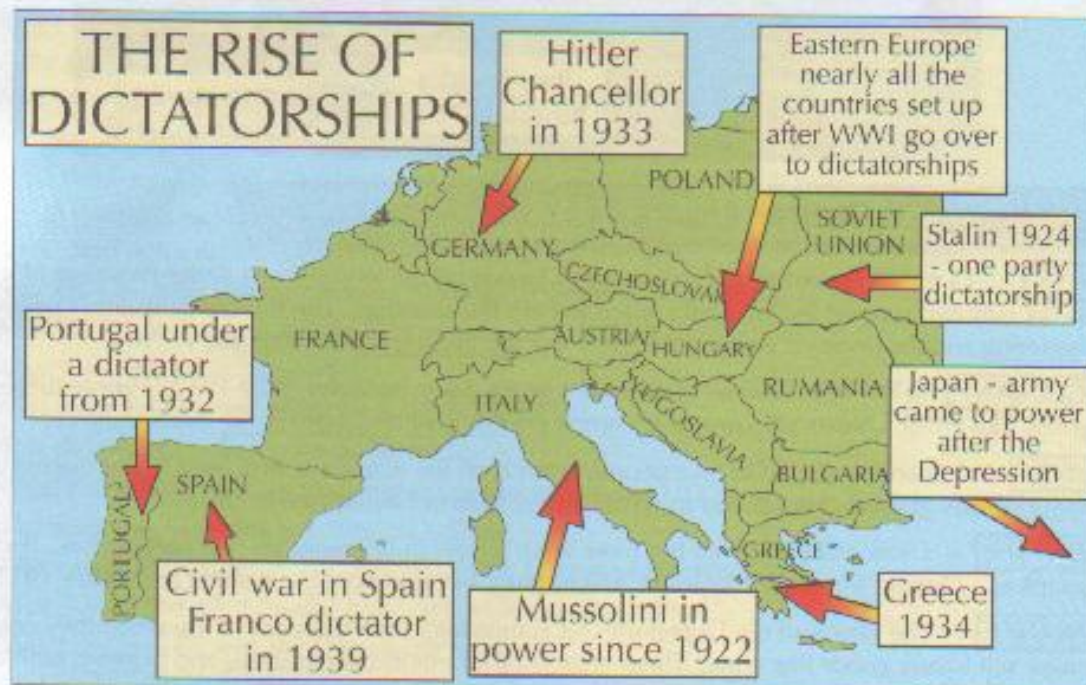 THE RISE OF
DICTATORSHIPS
Hitler
Chancellor
in 1933
Eastern Europe
nearly all the
countries set up
after WWI go over
to dictatorships
POLAND
SOVIET
UNION
Stalin 1924
- one party
dictatorship
GERMANY
CZECHOSLOVAK
Portugal under
a dictator
from 1932
FRANCE
AUSTRIA
HUNGARY
ITALY
YUGOSLAVIA
RUMANIA
Japan - army
came to power
after the
Depression
BULGARIA
SPAIN
PORTUGAL
GREECE
Civil war in Spain
Franco dictator
in 1939
Mussolini in
power since 1922
Greece
1934